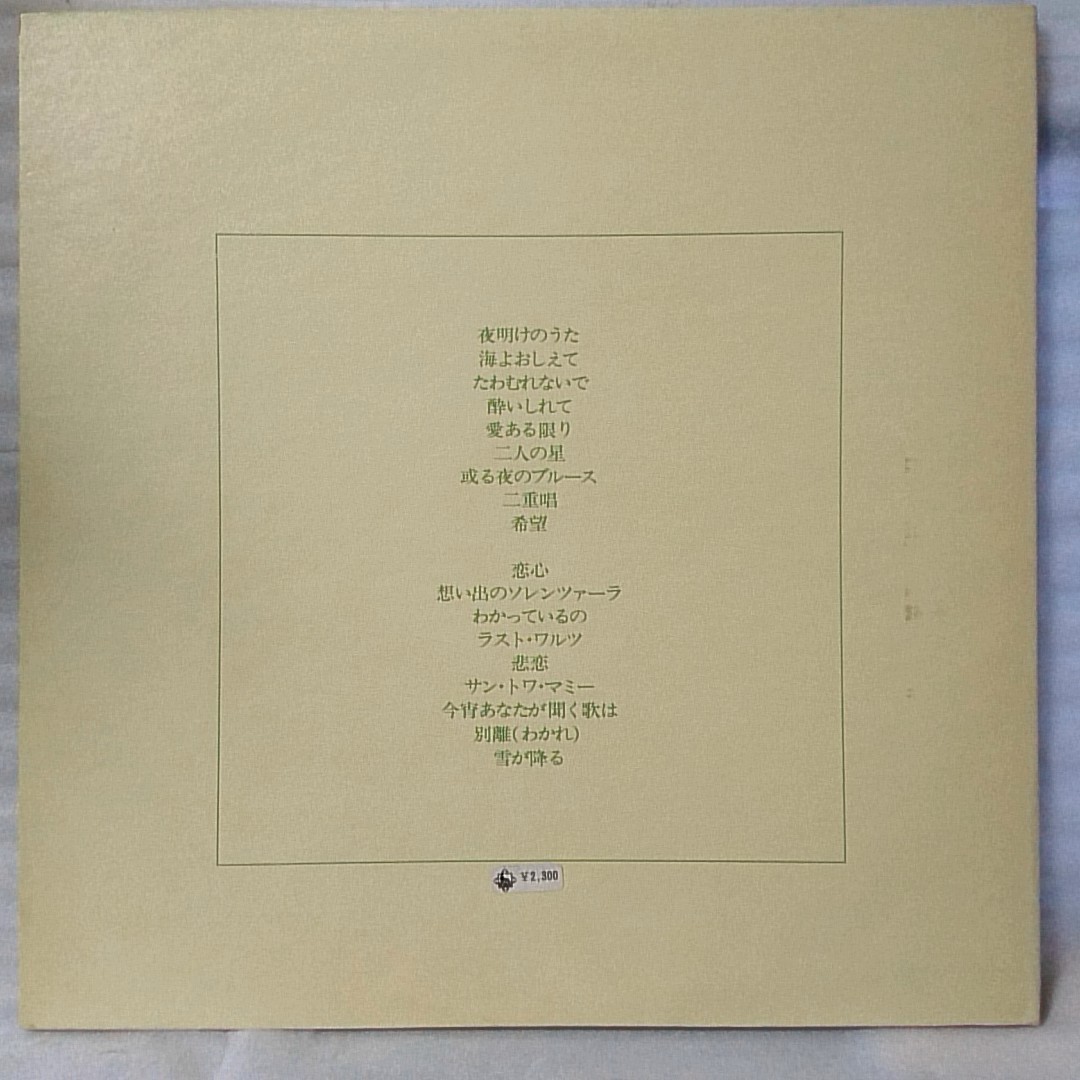 夜明けのうた
海よおしえて
たわむれないで
酔いしれて
愛ある限り
二人の星
或る夜のブルース
二重唱
希望
恋心
想い出のソレンツァーラ
わかっているの
ラスト・ワルツ
悲恋
サン・トワ・マミー
今宵あなたが聞く歌は
別離(わかれ)
雪が降る
¥2,300